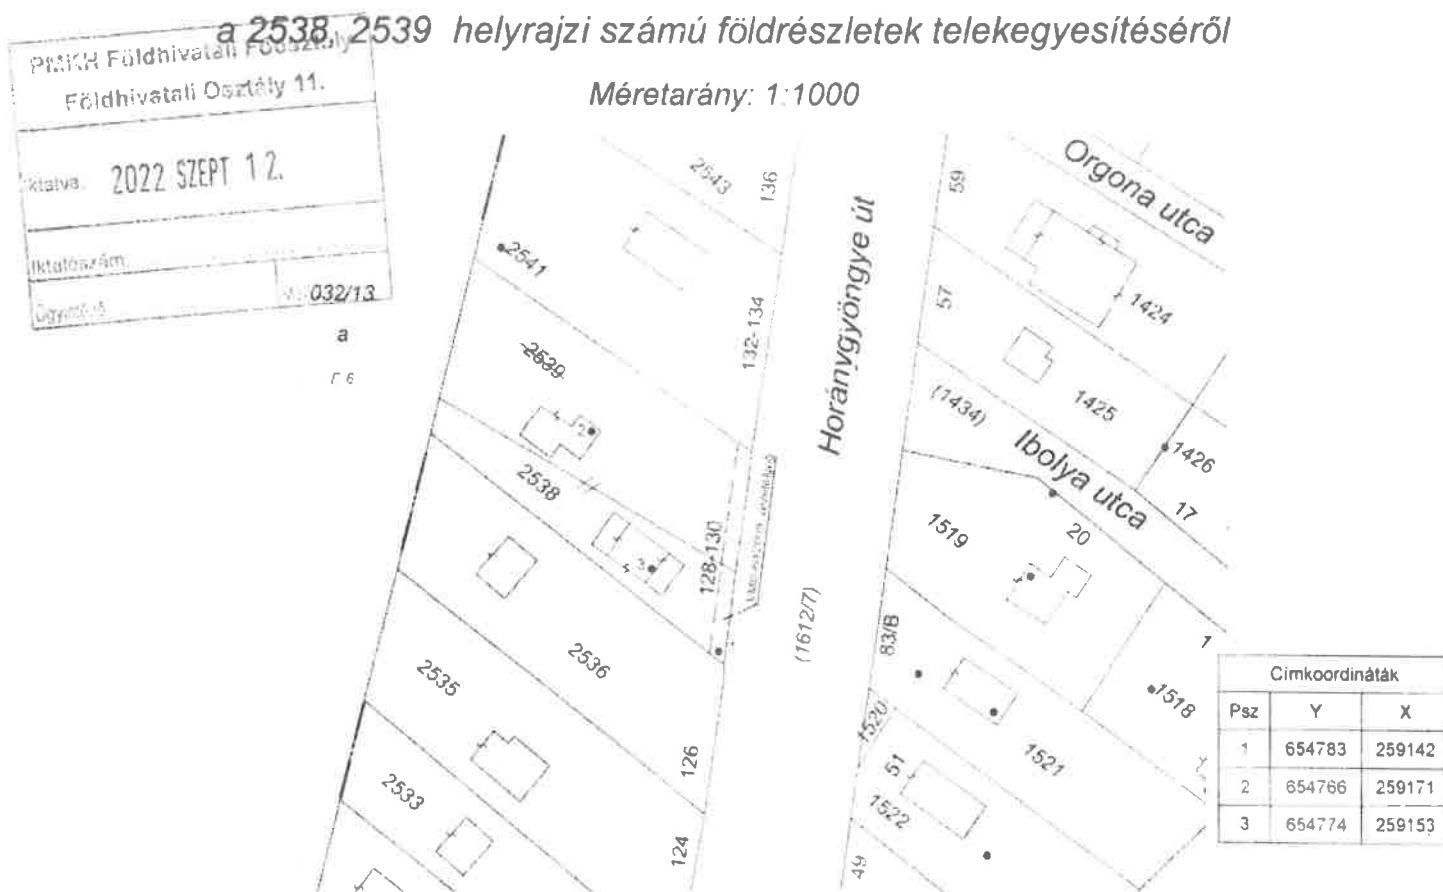 a 2538, 2539 helyrajzi számú földrészletek telekegyesítéséről
PMKH Földhivatali Főosztály
Földhivatali Osztály 11.
Méretarány: 1:1000
2022 SZEPT 12.
Iktatószám:
032/13
a
Orgona utca
2543
136
59
2541
1424
Horánygyöngye út
57
132-134
2539
1425
(1434)
Ibolya utca
1426
2
2538
17
1519
20
128-130
3
(1612/7)
83/B
1
2536
2535
1518
1520
1521
126
51
2533
1522
124
49
Címkoordináták
Psz Y X
1 654783 259142
2 654766 259171
3 654774 259153